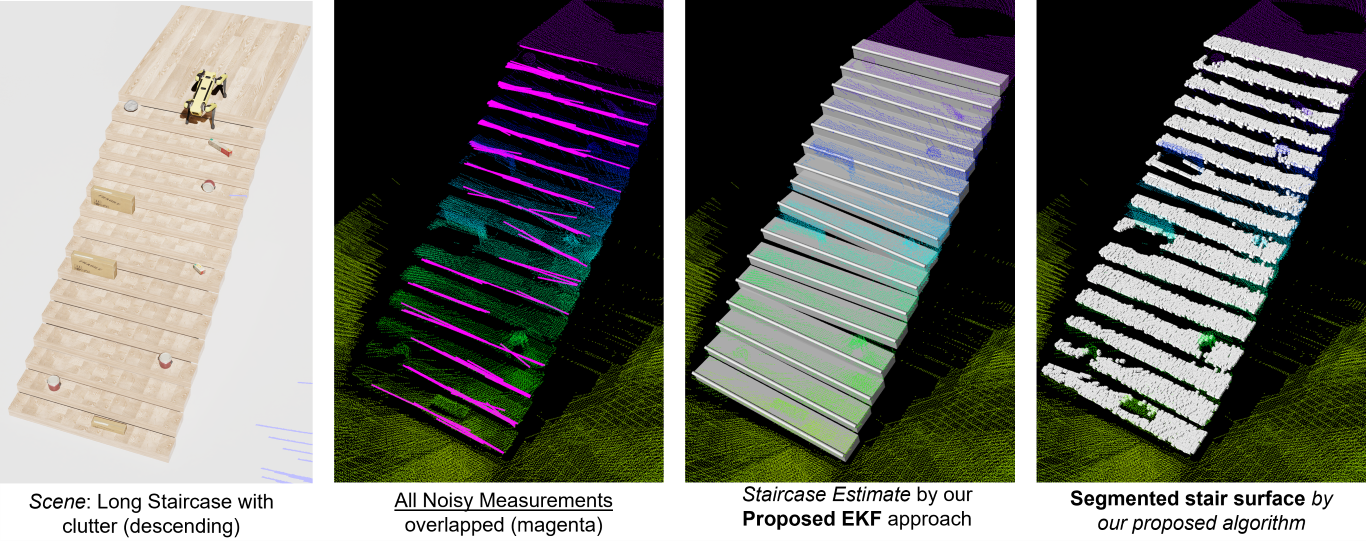 Scene: Long Staircase with
clutter (descending)
All Noisy Measurements
overlapped (magenta)
Staircase Estimate by our
Proposed EKF approach
Segmented stair surface by
our proposed algorithm